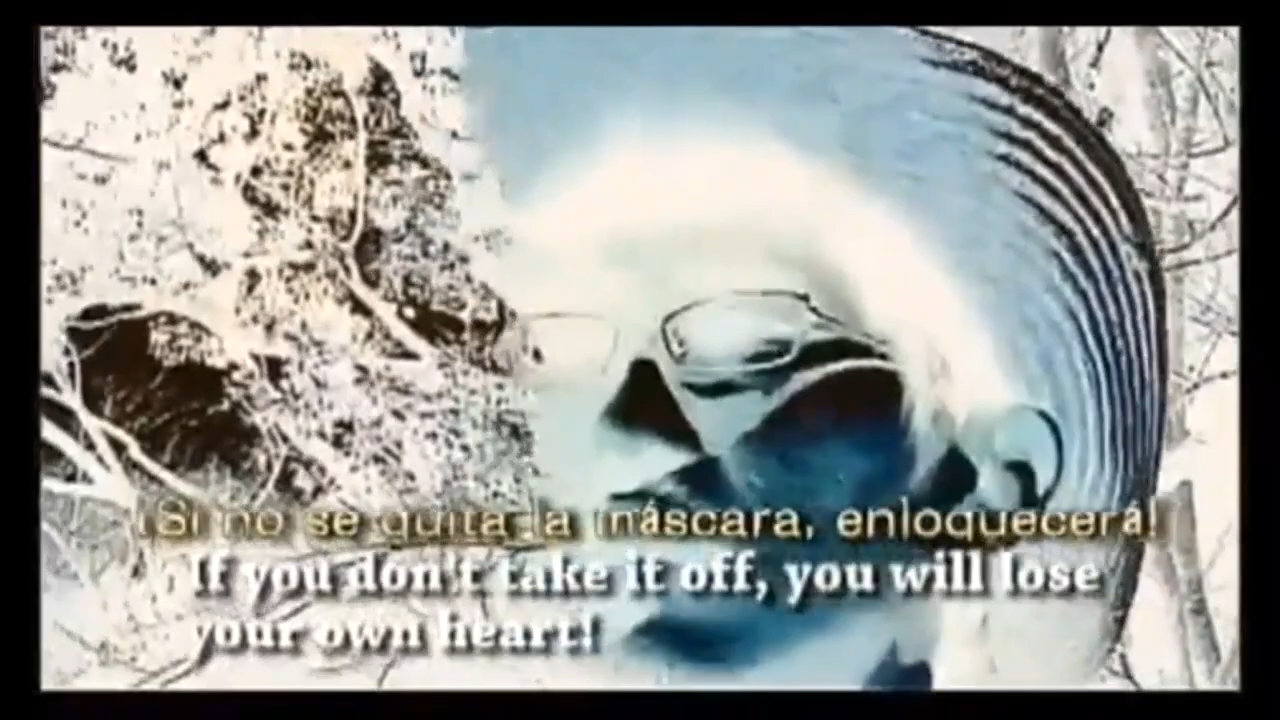 ¡Si no se quita la máscara, enloquecerá!
If you don't take it off, you will lose
your own heart!